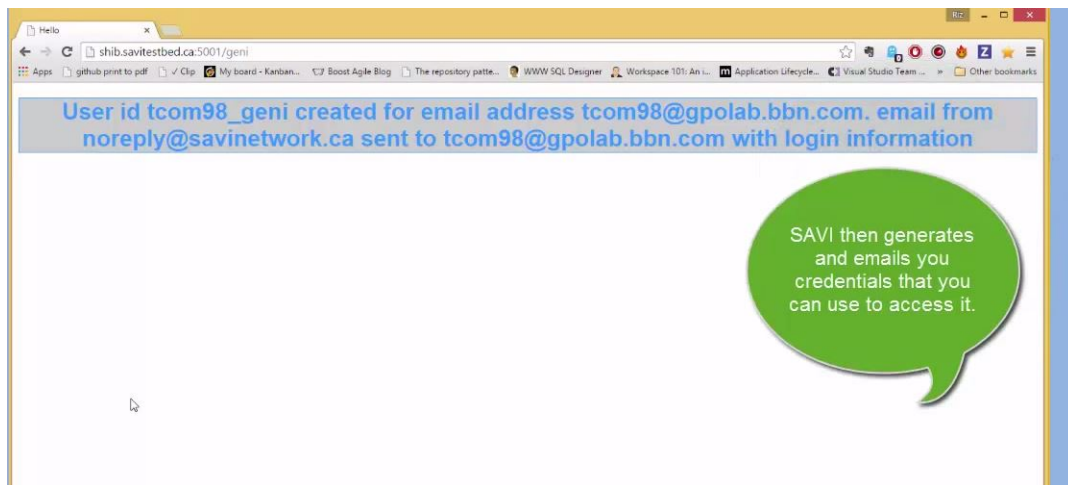 Riz
Hello
shib.savitestbed.ca:5001/geni
Apps github print to pdf ✓ Clip My board - Kanban... Boost Agile Blog The repository patte... WWW SQL Designer Workspace 101: An i... Application Lifecycle... Visual Studio Team ... » Other bookmarks
User id tcom98_geni created for email address tcom98@gpolab.bbn.com. email from
noreply@savinetwork.ca sent to tcom98@gpolab.bbn.com with login information
SAVI then generates
and emails you
credentials that you
can use to access it.